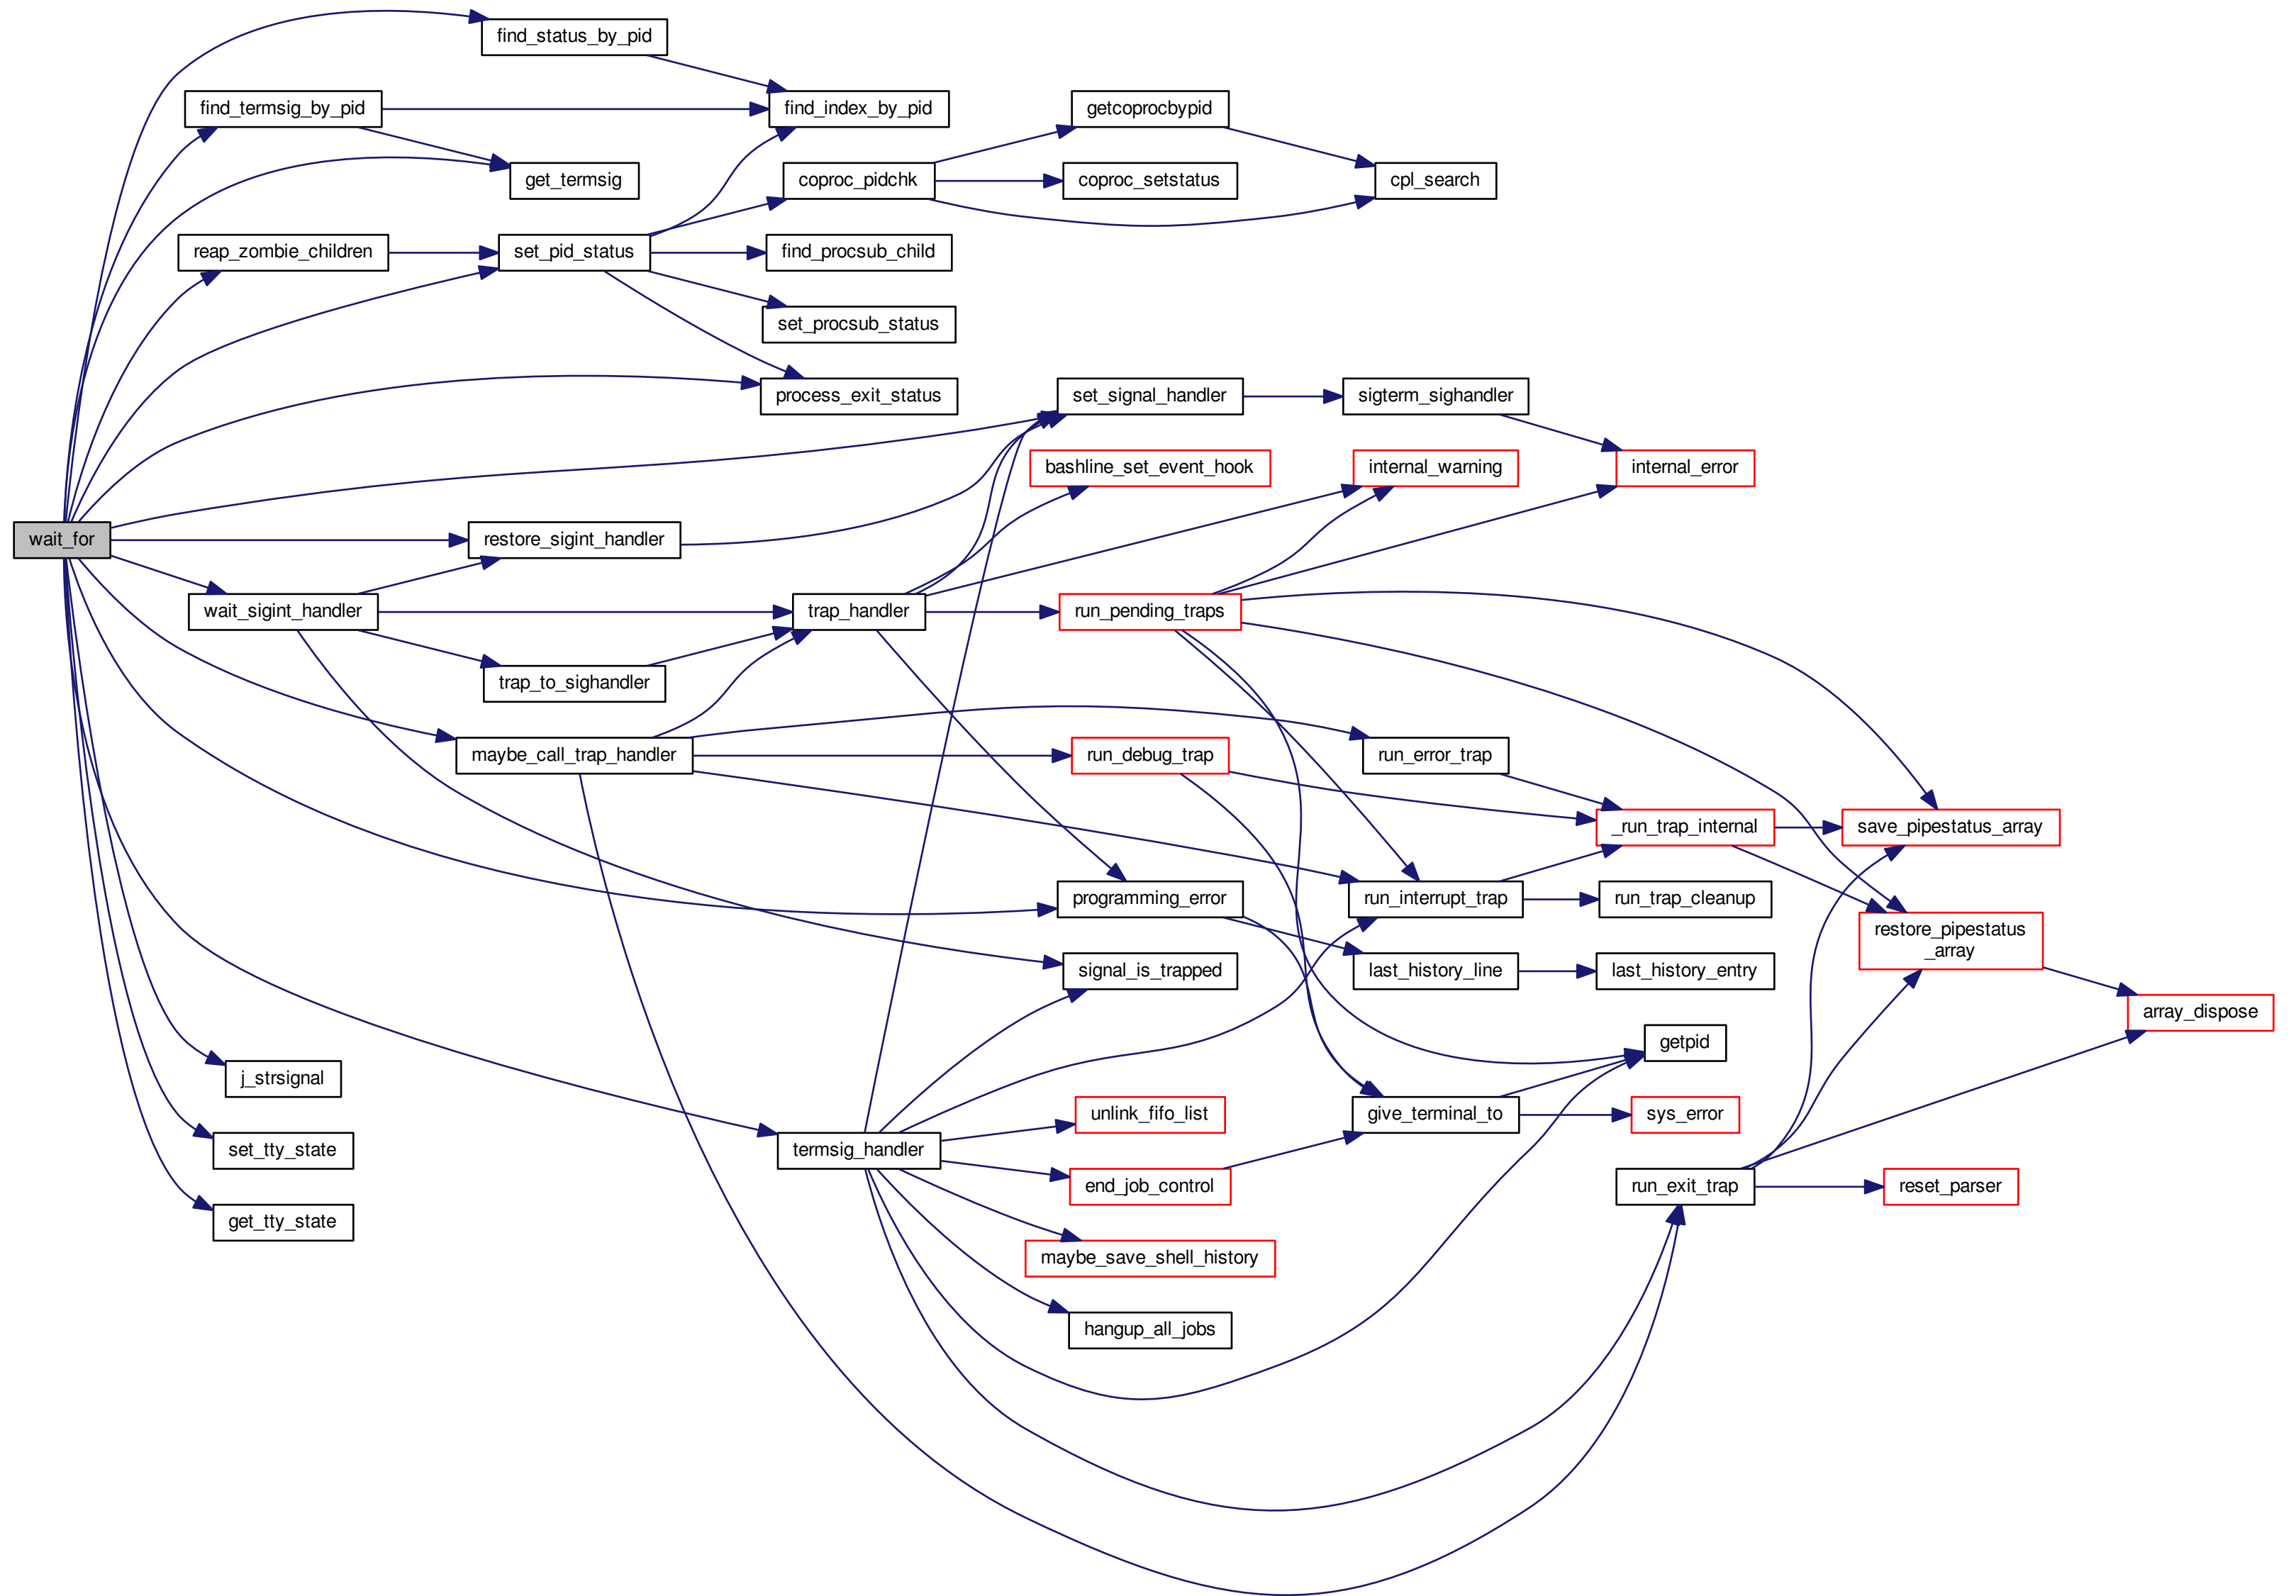 find_status_by_pid
find_termsig_by_pid
find_index_by_pid
getcoprocbypid
get_termsig
coproc_pidchk
coproc_setstatus
cpl_search
reap_zombie_children
set_pid_status
find_procsub_child
set_procsub_status
process_exit_status
set_signal_handler
sigterm_sighandler
bashline_set_event_hook
internal_warning
internal_error
wait_for
restore_sigint_handler
wait_sigint_handler
trap_handler
run_pending_traps
trap_to_sighandler
maybe_call_trap_handler
run_debug_trap
run_error_trap
_run_trap_internal
save_pipestatus_array
programming_error
run_interrupt_trap
run_trap_cleanup
restore_pipestatus
_array
signal_is_trapped
last_history_line
last_history_entry
array_dispose
getpid
j_strsignal
unlink_fifo_list
give_terminal_to
sys_error
set_tty_state
termsig_handler
end_job_control
run_exit_trap
reset_parser
get_tty_state
maybe_save_shell_history
hangup_all_jobs